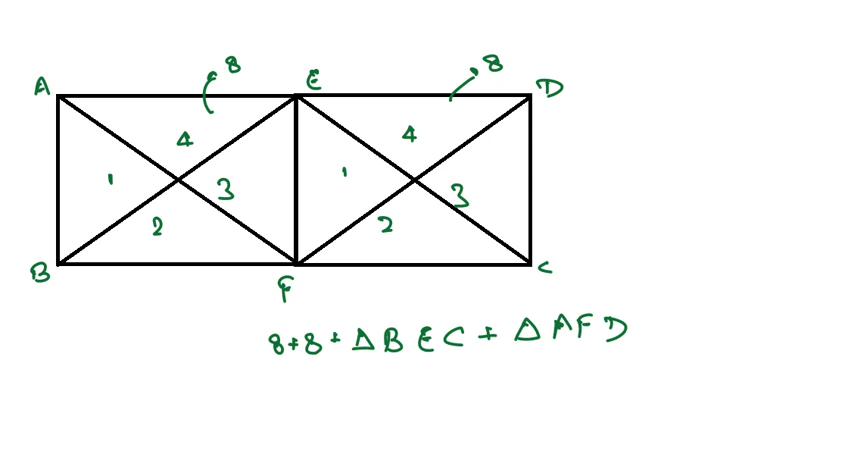 8 8
A E D
4 4
1 3 1 3
2 2
B F C
8+8+ΔBEC+ΔAFD